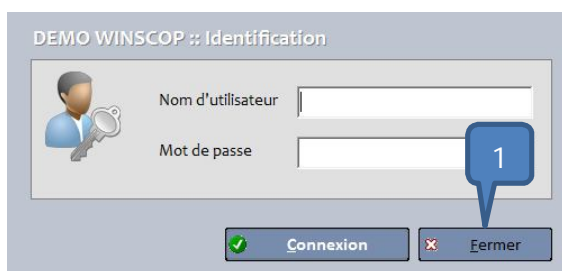 DEMO WINSCOP :: Identification
Nom d'utilisateur
Mot de passe
1
Connexion
Fermer